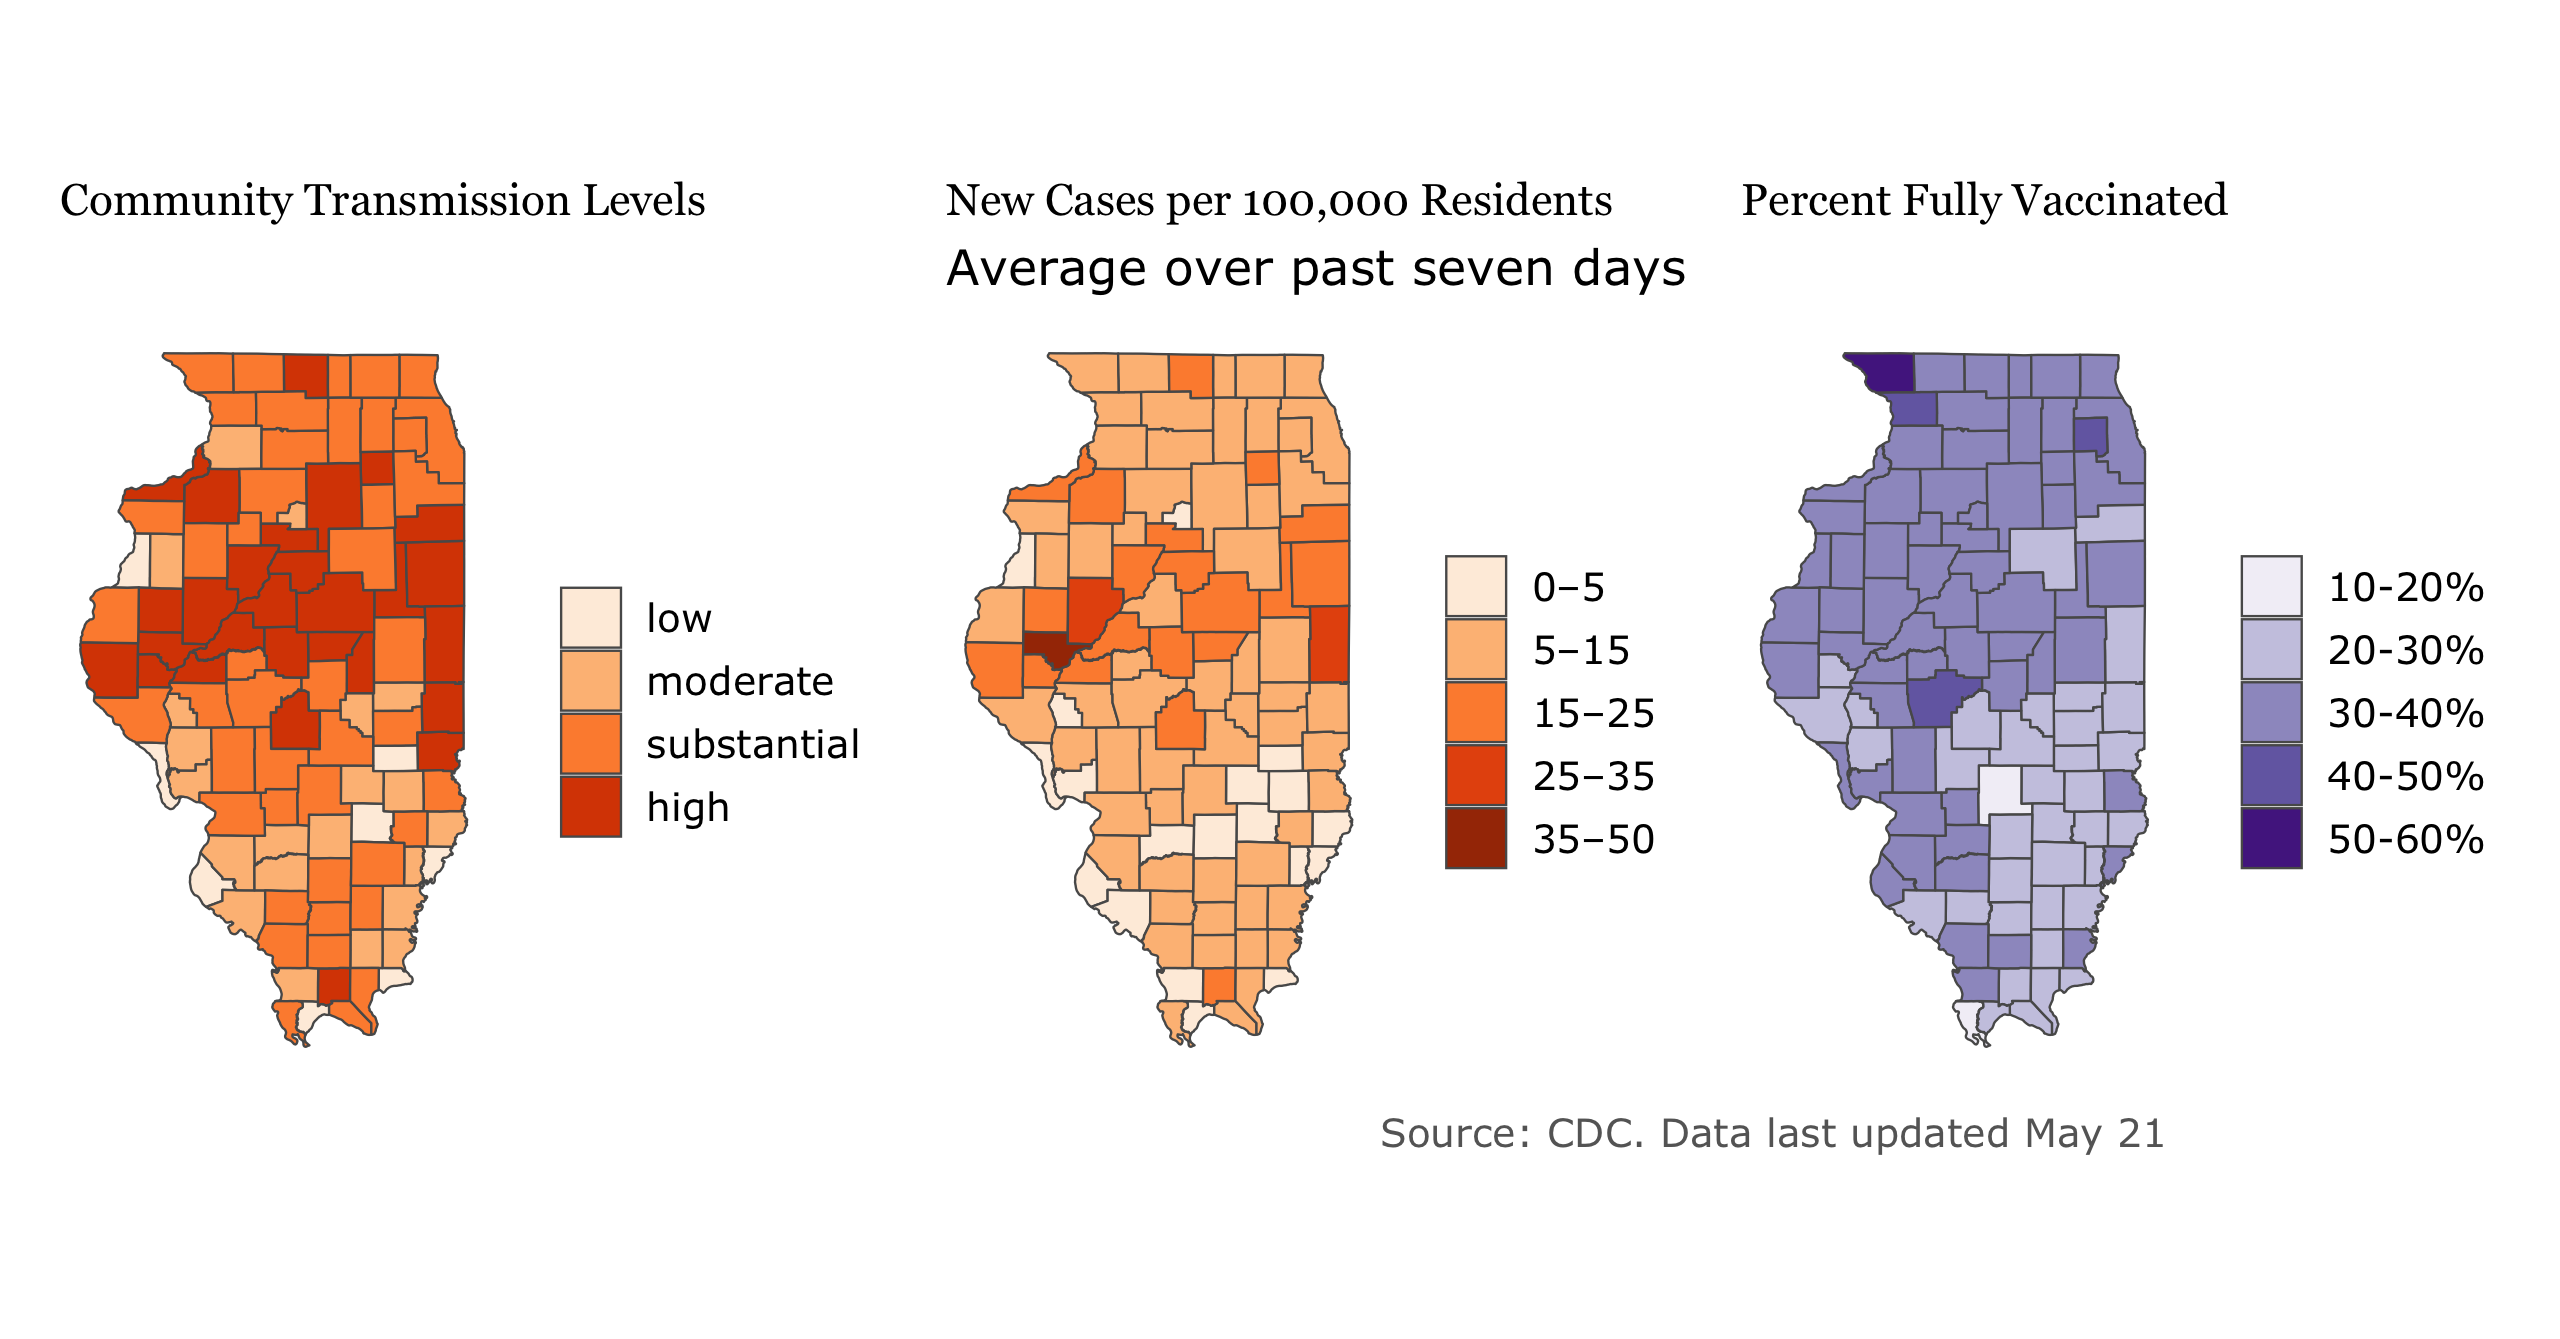 Community Transmission Levels
low
moderate
substantial
high
New Cases per 100,000 Residents
Average over past seven days
0–5
5–15
15–25
25–35
35–50
Percent Fully Vaccinated
10-20%
20-30%
30-40%
40-50%
50-60%
Source: CDC. Data last updated May 21